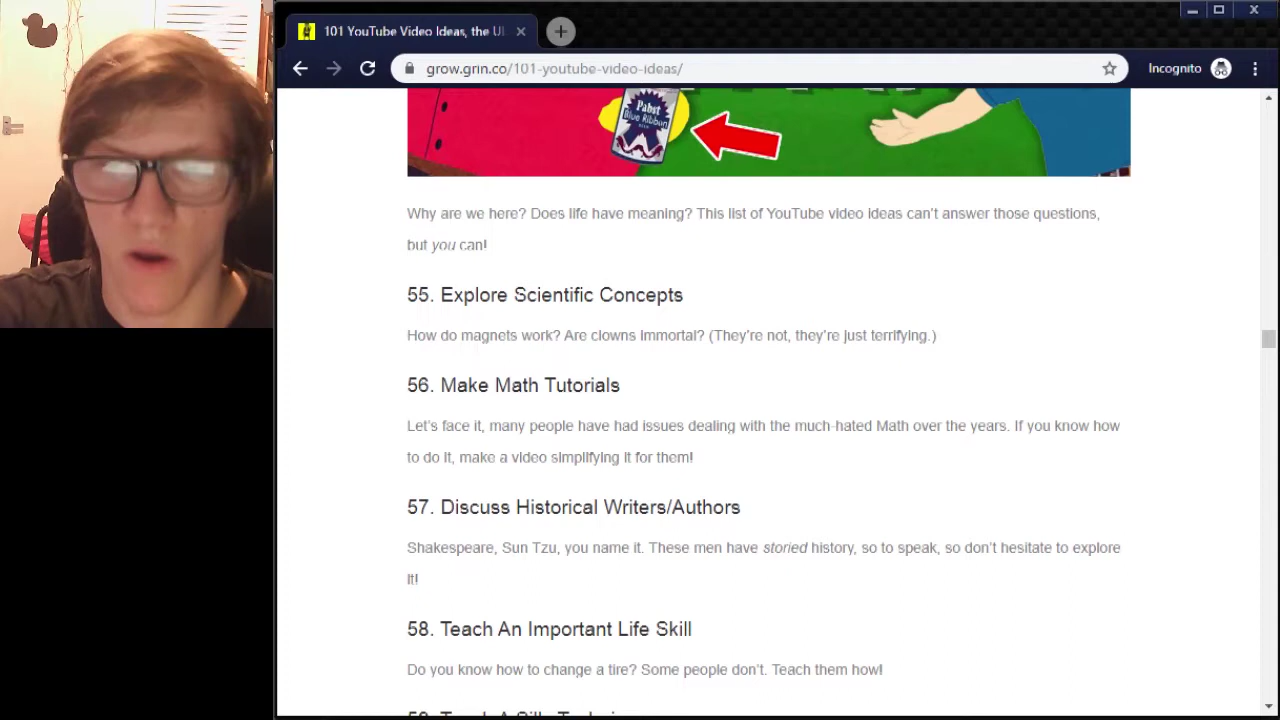 101 YouTube Video Ideas, the Ul
grow.grin.co/101-youtube-video-ideas/
Incognito
Pabst
Blue Ribbon
Why are we here? Does life have meaning? This list of YouTube video ideas can't answer those questions,
but you can!
55. Explore Scientific Concepts
How do magnets work? Are clowns immortal? (They're not, they're just terrifying.)
56. Make Math Tutorials
Let's face it, many people have had issues dealing with the much-hated Math over the years. If you know how
to do it, make a video simplifying it for them!
57. Discuss Historical Writers/Authors
Shakespeare, Sun Tzu, you name it. These men have storied history, so to speak, so don't hesitate to explore
it!
58. Teach An Important Life Skill
Do you know how to change a tire? Some people don't. Teach them how!